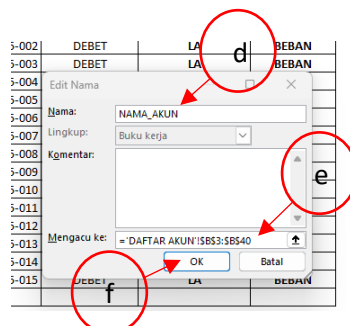 5-002 DEBET LA BEBAN
d
5-003 DEBET LA BEBAN
5-004 Edit Nama
5-005
5-006 Nama: NAMA_AKUN
5-007 Lingkup: Buku kerja
5-008 Komentar:
5-009
e
5-010
5-011
5-012
5-013 Mengacu ke: ='DAFTAR AKUN'!$B$3:$B$40
5-014 OK Batal
5-015 DEBET LA BEBAN
f